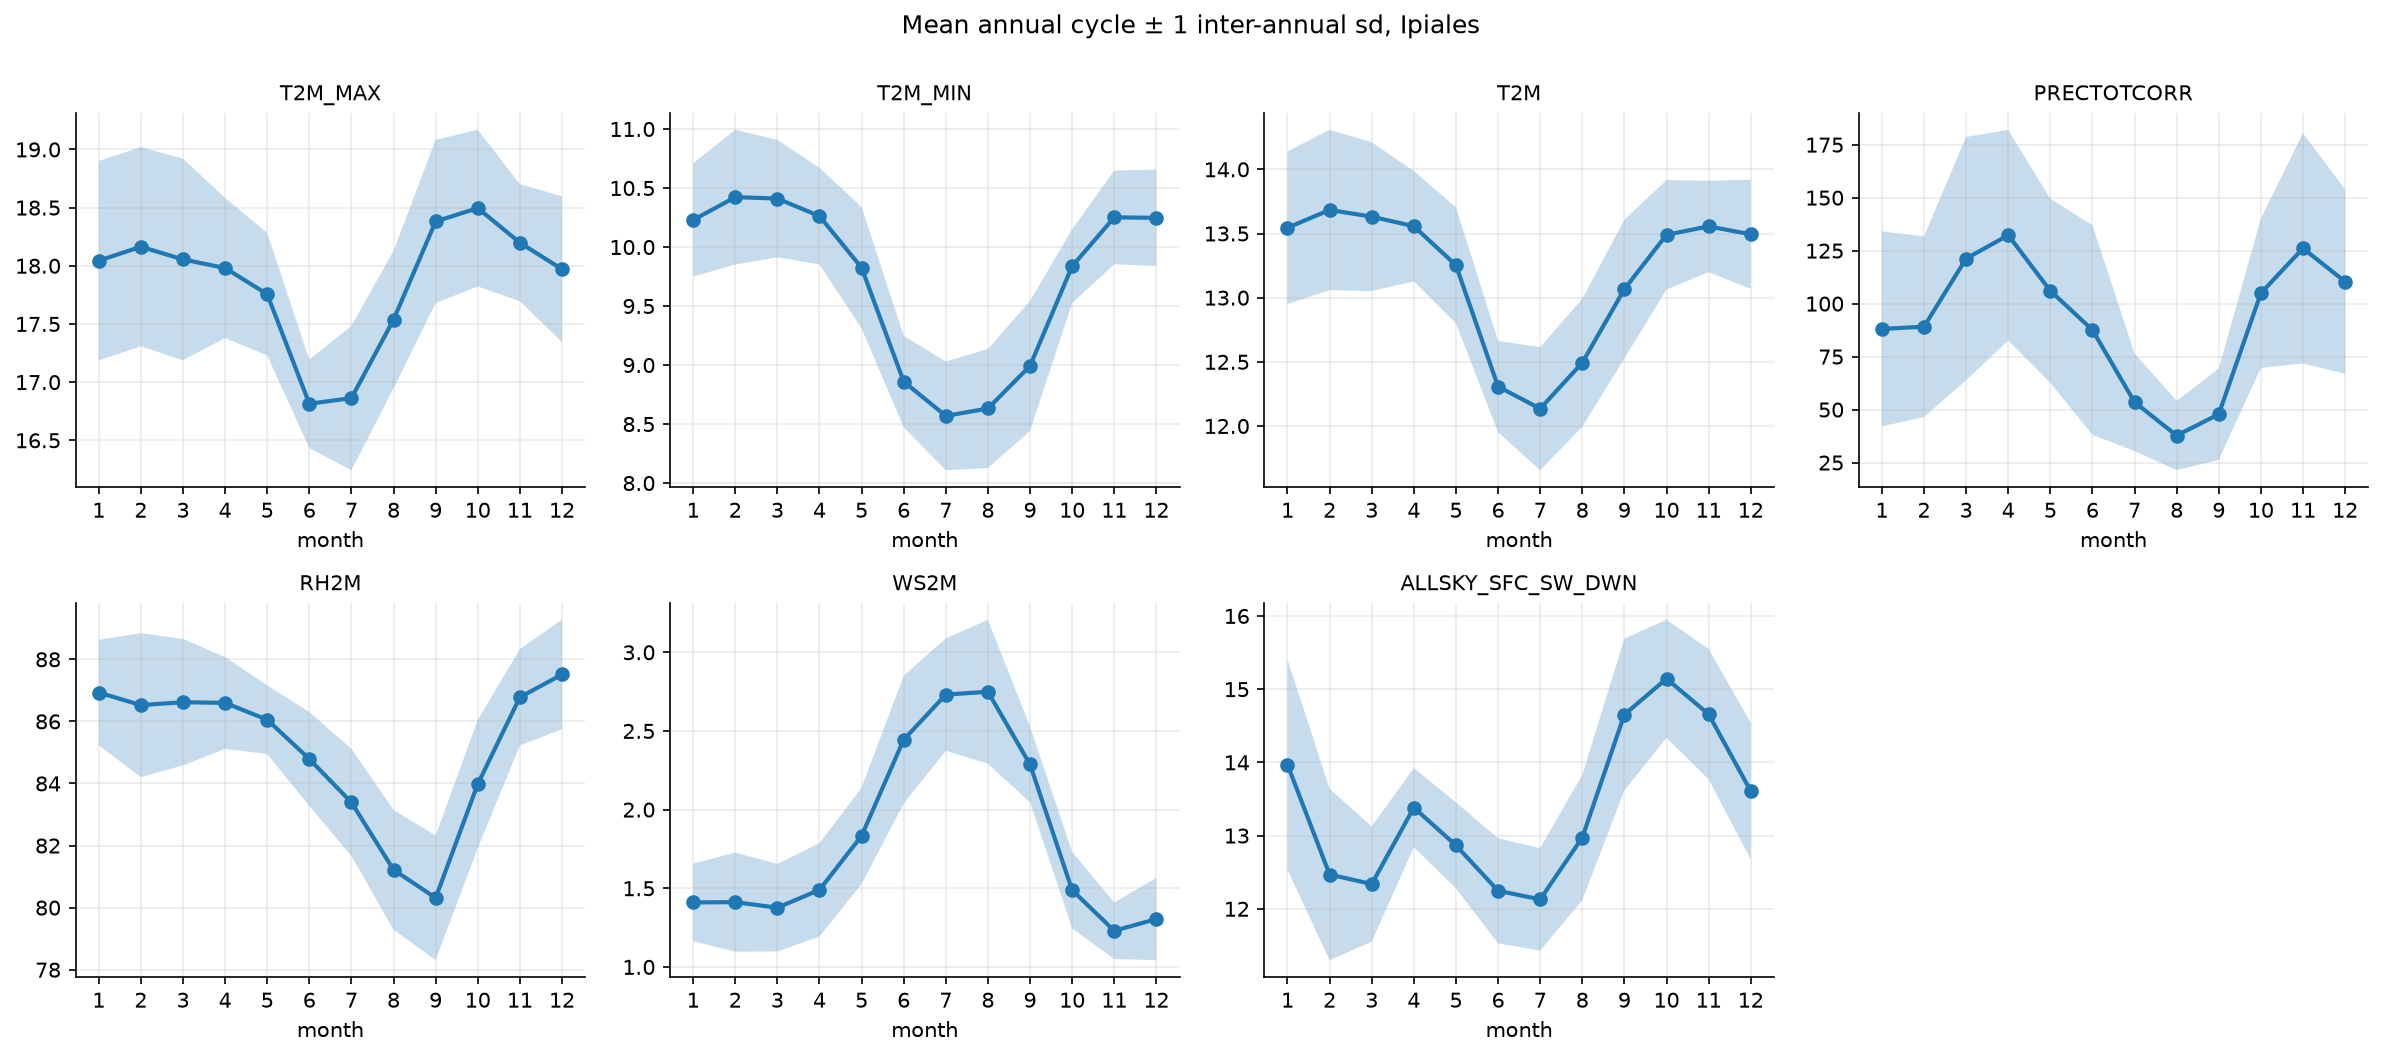 Mean annual cycle ± 1 inter-annual sd, Ipiales
T2M_MAX
19.0
18.5
18.0
17.5
17.0
16.5
1 2 3 4 5 6 7 8 9 10 11 12
month
T2M_MIN
11.0
10.5
10.0
9.5
9.0
8.5
8.0
1 2 3 4 5 6 7 8 9 10 11 12
month
T2M
14.0
13.5
13.0
12.5
12.0
1 2 3 4 5 6 7 8 9 10 11 12
month
PRECTOTCORR
175
150
125
100
75
50
25
1 2 3 4 5 6 7 8 9 10 11 12
month
RH2M
88
86
84
82
80
78
1 2 3 4 5 6 7 8 9 10 11 12
month
WS2M
3.0
2.5
2.0
1.5
1.0
1 2 3 4 5 6 7 8 9 10 11 12
month
ALLSKY_SFC_SW_DWN
16
15
14
13
12
1 2 3 4 5 6 7 8 9 10 11 12
month